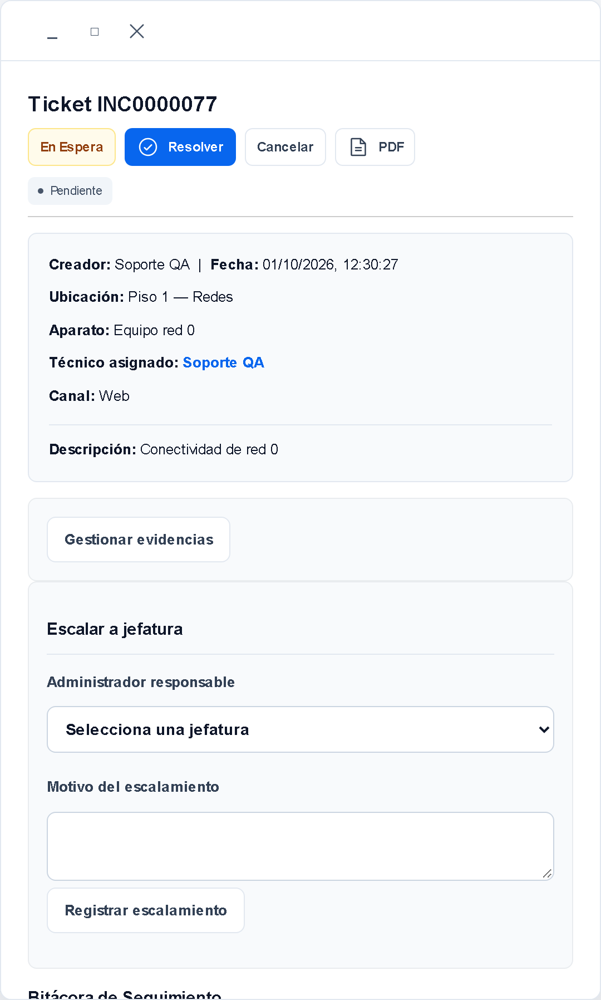 Ticket INC0000077
En Espera
Resolver
Cancelar
PDF
Pendiente
Creador: Soporte QA | Fecha: 01/10/2026, 12:30:27
Ubicación: Piso 1 — Redes
Aparato: Equipo red 0
Técnico asignado: Soporte QA
Canal: Web
Descripción: Conectividad de red 0
Gestionar evidencias
Escalar a jefatura
Administrador responsable
Selecciona una jefatura
Motivo del escalamiento
Registrar escalamiento
Bitácora de Seguimiento